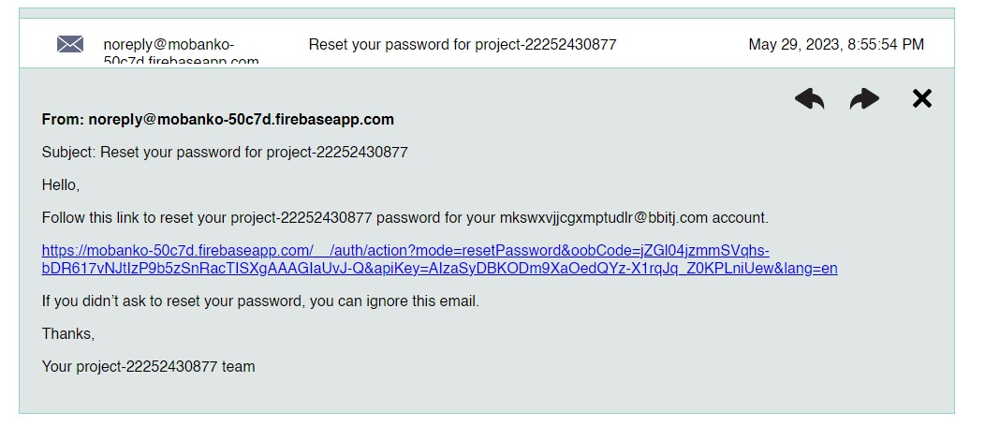 noreply@mobanko-
50c7d.firebaseapp.com
Reset your password for project-22252430877
May 29, 2023, 8:55:54 PM
From: noreply@mobanko-50c7d.firebaseapp.com
Subject: Reset your password for project-22252430877
Hello,
Follow this link to reset your project-22252430877 password for your mkswxvjjcgxmptudlr@bbitj.com account.
https://mobanko-50c7d.firebaseapp.com/__/auth/action?mode=resetPassword&oobCode=jZGl04jzmmSVqhs-
bDR617vNJtIzP9b5zSnRacTISXgAAAGIaUvJ-Q&apiKey=AIzaSyDBKODm9XaOedQYz-X1rqJq_Z0KPLniUew&lang=en
If you didn’t ask to reset your password, you can ignore this email.
Thanks,
Your project-22252430877 team